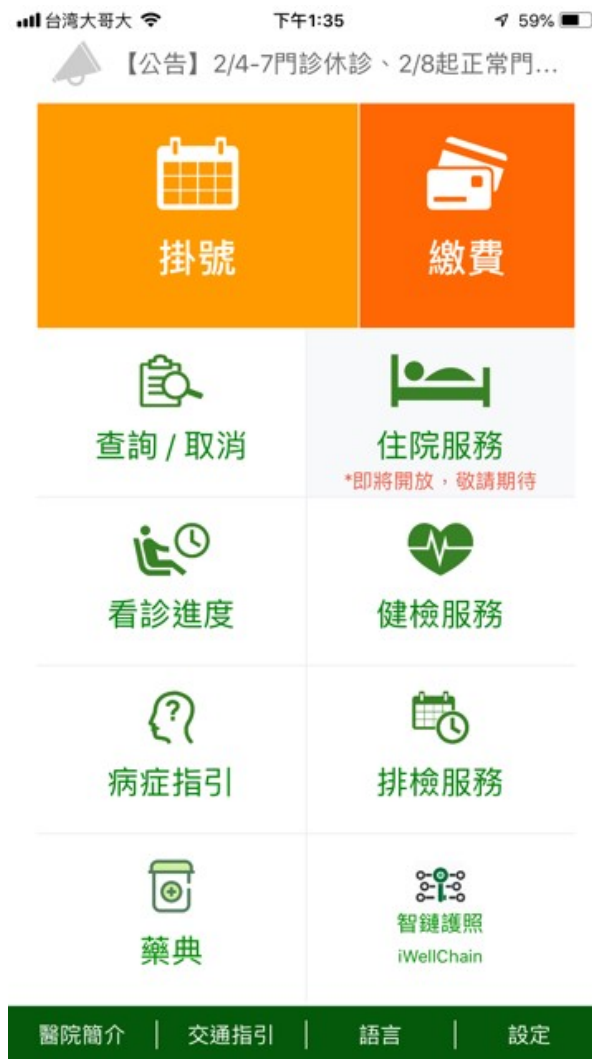 台湾大哥大
下午1:35
59%
【公告】2/4-7門診休診、2/8起正常門...
掛號
繳費
查詢 / 取消
住院服務
*即將開放，敬請期待
看診進度
健檢服務
?
病症指引
排檢服務
藥典
智鏈護照
iWellChain
醫院簡介 | 交通指引 | 語言 | 設定